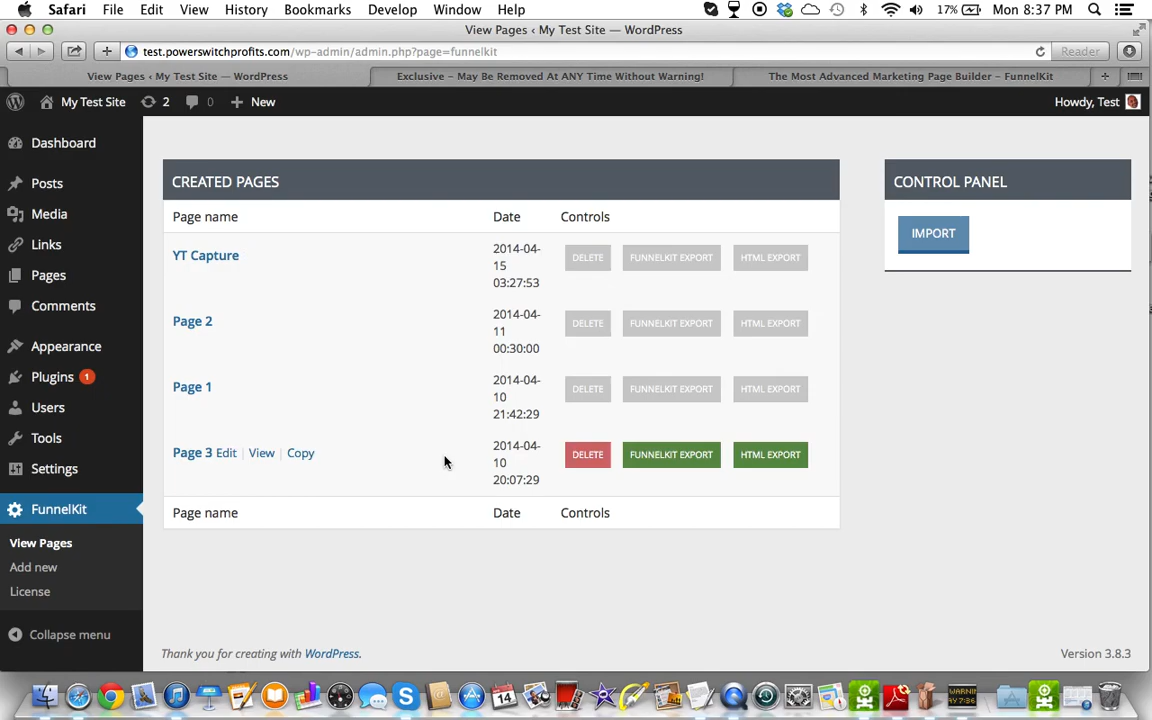 Safari File Edit View History Bookmarks Develop Window Help 17% Mon 8:37 PM
View Pages ‹ My Test Site — WordPress
test.powerswitchprofits.com/wp-admin/admin.php?page=funnelkit Reader
View Pages ‹ My Test Site — WordPress Exclusive – May Be Removed At ANY Time Without Warning! The Most Advanced Marketing Page Builder – FunnelKit
My Test Site 2 0 + New Howdy, Test
Dashboard
Posts
Media
Links
Pages
Comments
Appearance
Plugins 1
Users
Tools
Settings
FunnelKit
View Pages
Add new
License
Collapse menu
CREATED PAGES
Page name Date Controls
YT Capture 2014-04-
15
03:27:53 DELETE FUNNELKIT EXPORT HTML EXPORT
Page 2 2014-04-
11
00:30:00 DELETE FUNNELKIT EXPORT HTML EXPORT
Page 1 2014-04-
10
21:42:29 DELETE FUNNELKIT EXPORT HTML EXPORT
Page 3 Edit | View | Copy 2014-04-
10
20:07:29 DELETE FUNNELKIT EXPORT HTML EXPORT
Page name Date Controls
CONTROL PANEL
IMPORT
Thank you for creating with WordPress. Version 3.8.3
14